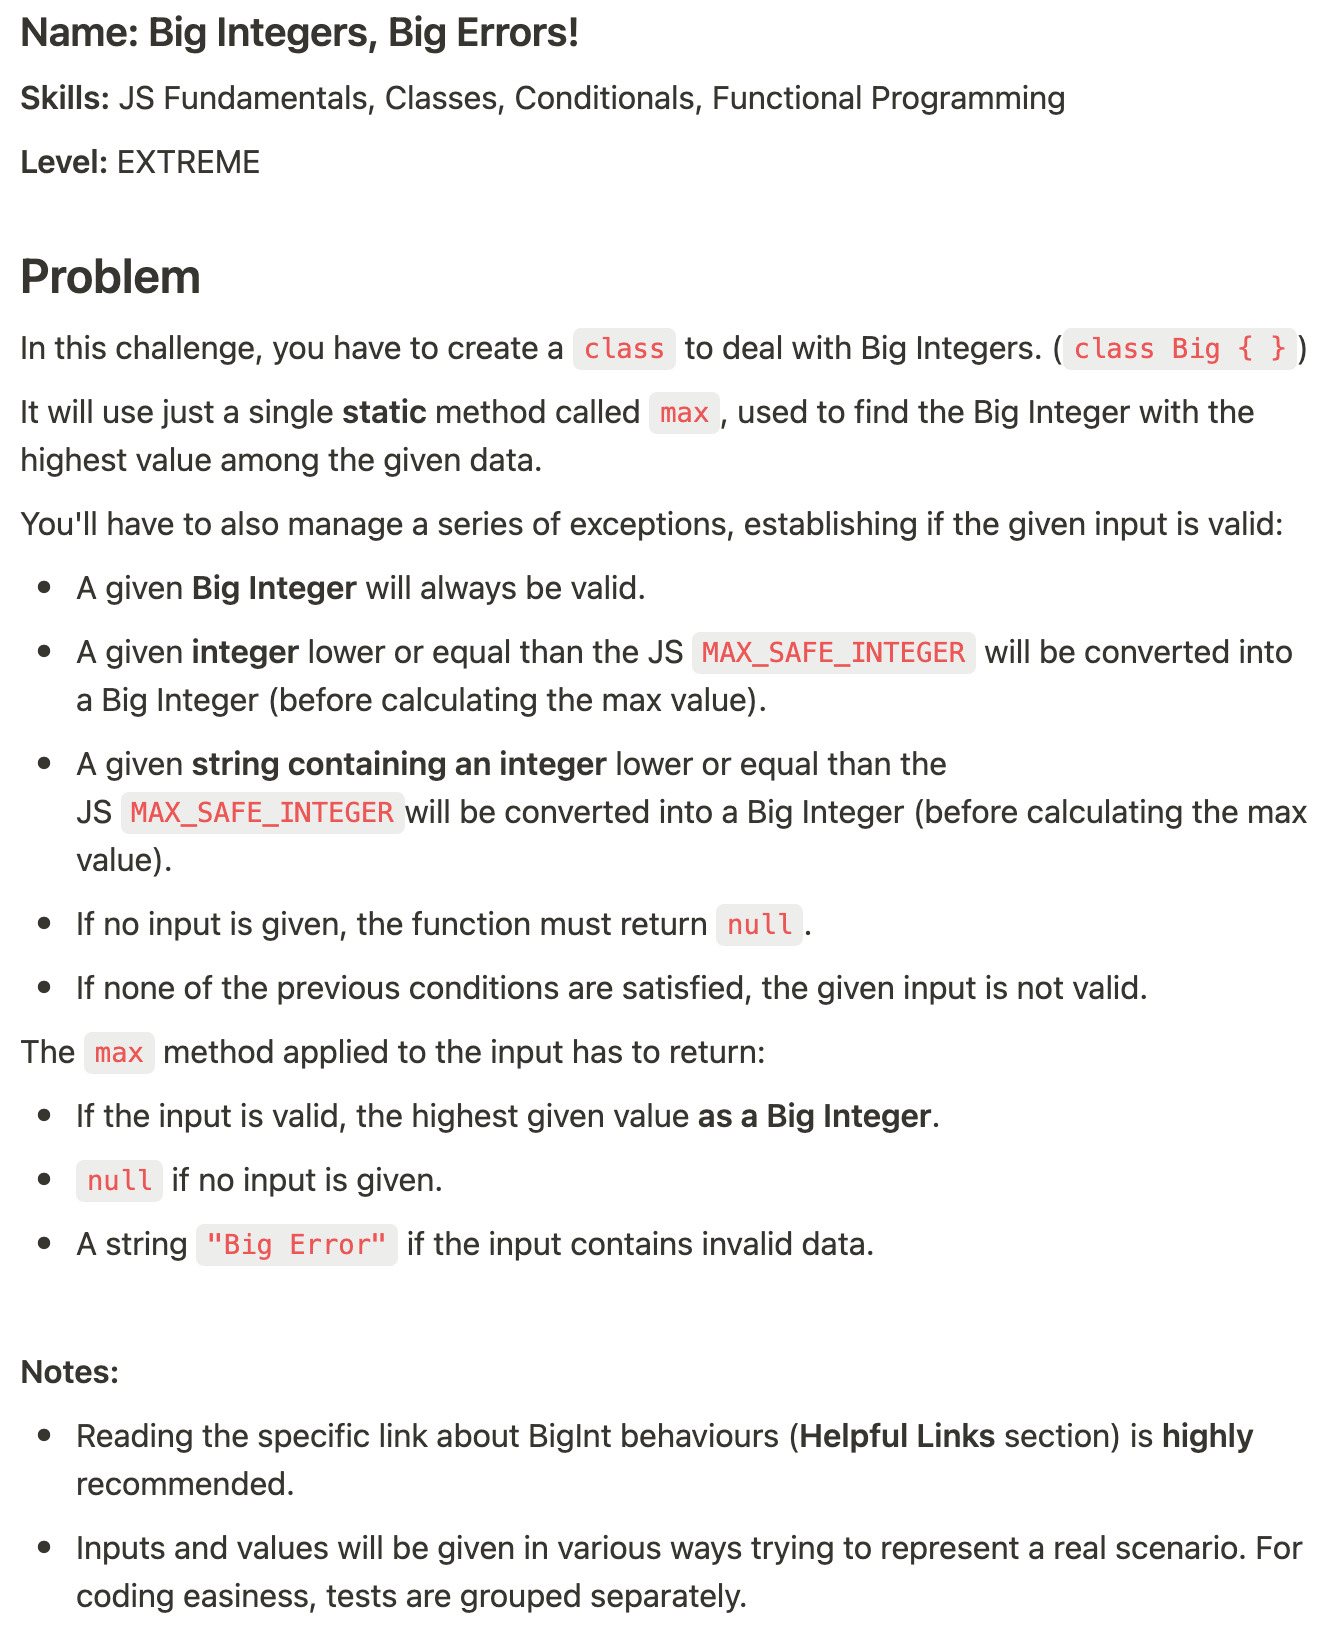 Name: Big Integers, Big Errors!
Skills: JS Fundamentals, Classes, Conditionals, Functional Programming
Level: EXTREME
Problem
In this challenge, you have to create a class to deal with Big Integers. (class Big { })
It will use just a single static method called max, used to find the Big Integer with the
highest value among the given data.
You'll have to also manage a series of exceptions, establishing if the given input is valid:
• A given Big Integer will always be valid.
• A given integer lower or equal than the JS MAX_SAFE_INTEGER will be converted into
a Big Integer (before calculating the max value).
• A given string containing an integer lower or equal than the
JS MAX_SAFE_INTEGER will be converted into a Big Integer (before calculating the max
value).
• If no input is given, the function must return null.
• If none of the previous conditions are satisfied, the given input is not valid.
The max method applied to the input has to return:
• If the input is valid, the highest given value as a Big Integer.
• null if no input is given.
• A string "Big Error" if the input contains invalid data.
Notes:
• Reading the specific link about BigInt behaviours (Helpful Links section) is highly
recommended.
• Inputs and values will be given in various ways trying to represent a real scenario. For
coding easiness, tests are grouped separately.